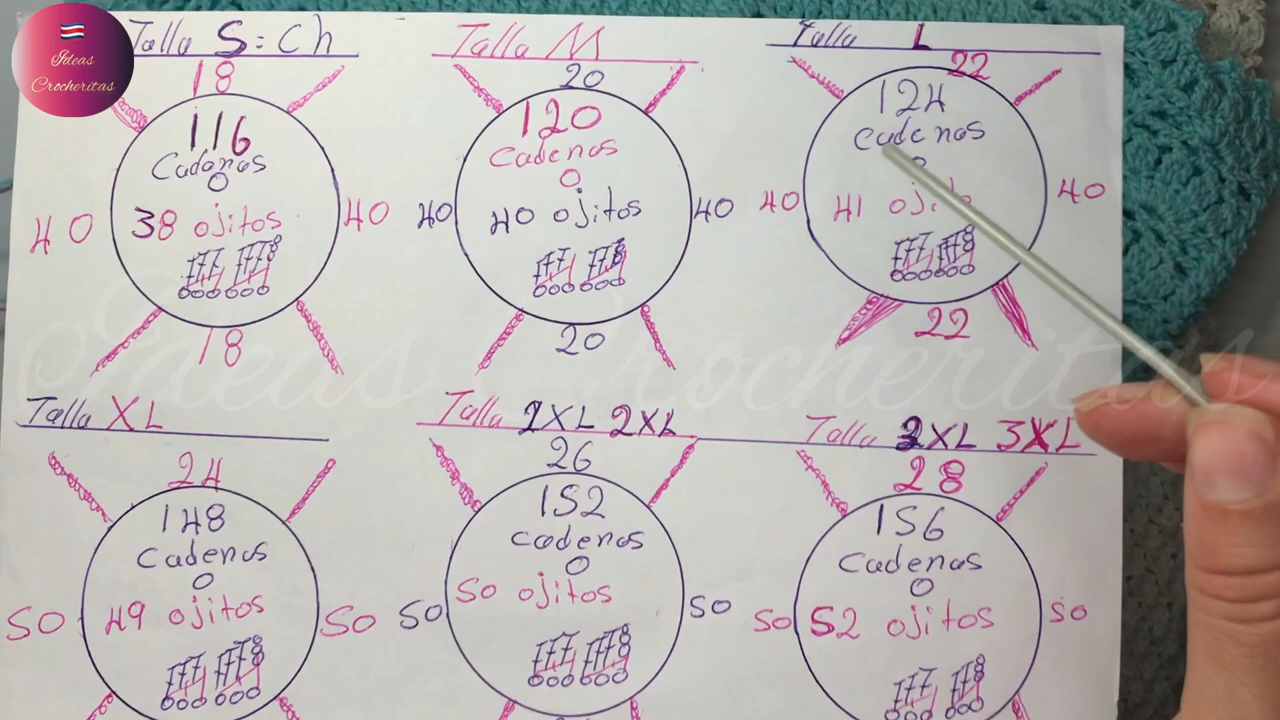 Ideas
Crocheritas
Talla S: Ch
18
116
Cadenas
O
38 ojitos
40
40
18
Talla M
20
120
Cadenas
O
40 ojitos
40
40
20
Talla L
22
124
Cadenas
41
40
40
22
Ideas Crocheritas
Talla XL
24
148
Cadenas
O
49 ojitos
50
50
Talla 2XL 2XL
26
152
Cadenas
O
50 ojitos
50
50
Talla 3XL 3XL
28
156
Cadenas
O
52 ojitos
50
50